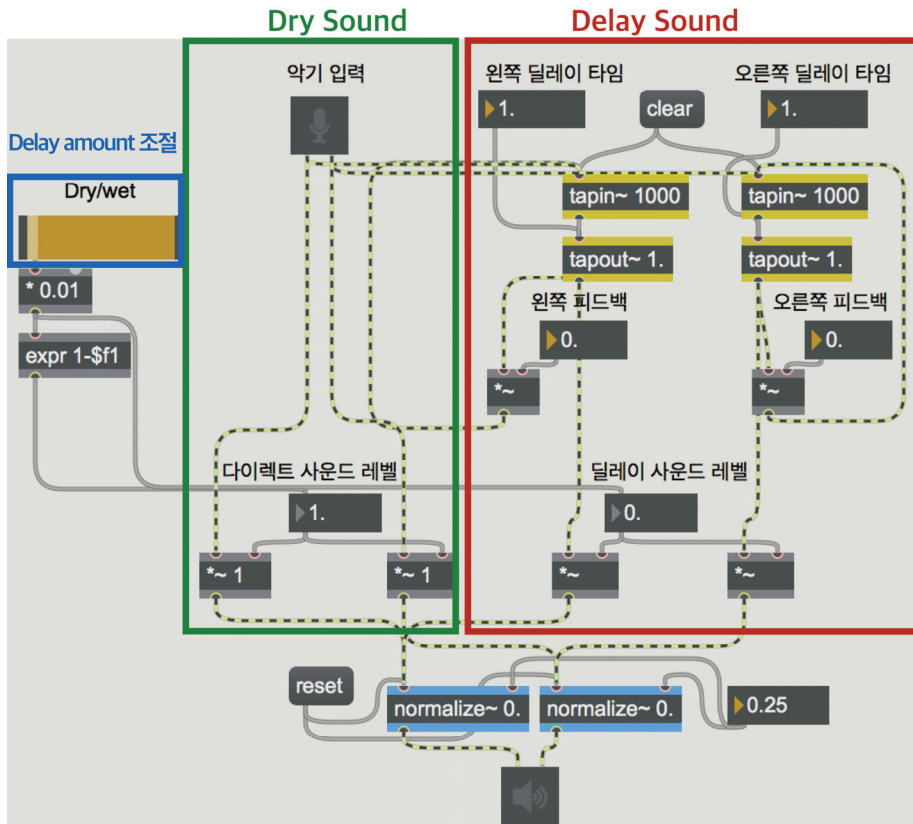 Dry Sound
Delay Sound
악기 입력
왼쪽 딜레이 타임
오른쪽 딜레이 타임
1.
clear
1.
Delay amount 조절
Dry/wet
tapin~ 1000
tapin~ 1000
tapout~ 1.
tapout~ 1.
* 0.01
왼쪽 피드백
오른쪽 피드백
0.
0.
expr 1-$f1
*~
*~
다이렉트 사운드 레벨
딜레이 사운드 레벨
1.
0.
*~ 1
*~ 1
*~
*~
reset
normalize~ 0.
normalize~ 0.
0.25